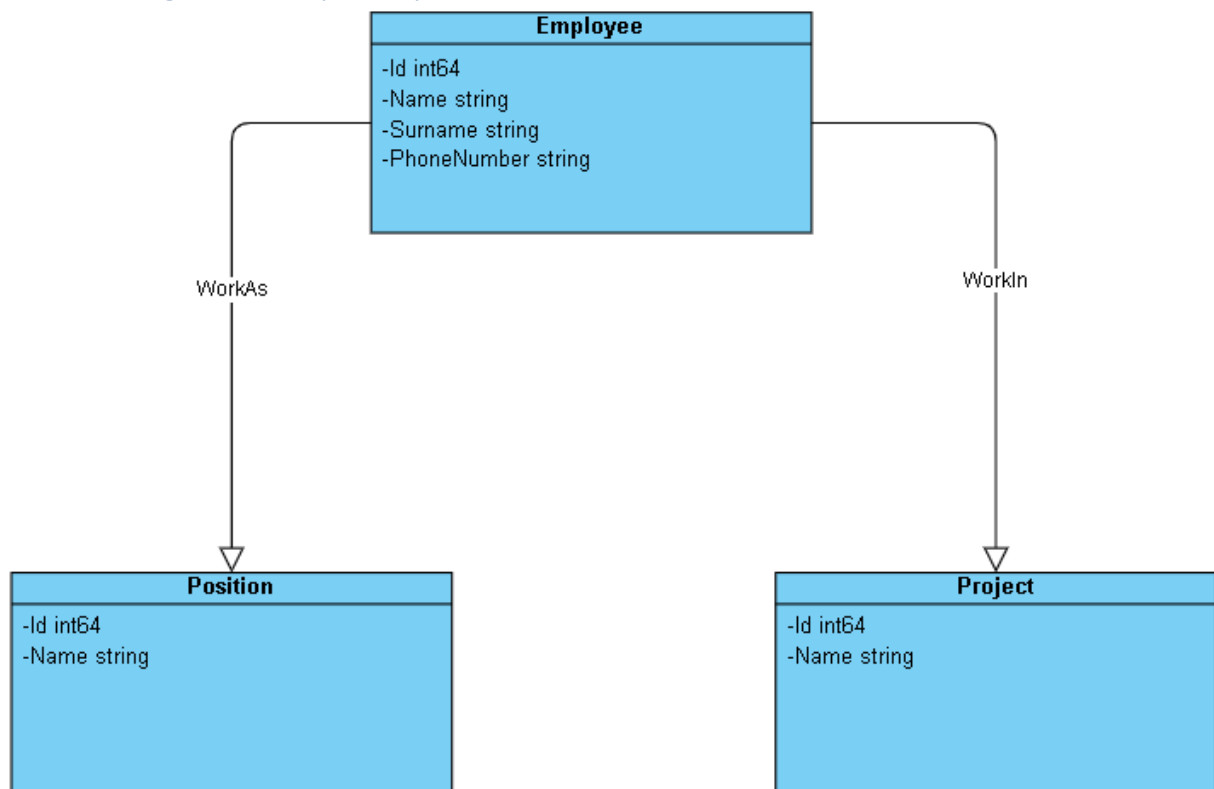 Employee
-Id int64
-Name string
-Surname string
-PhoneNumber string
WorkAs
WorkIn
Position
-Id int64
-Name string
Project
-Id int64
-Name string